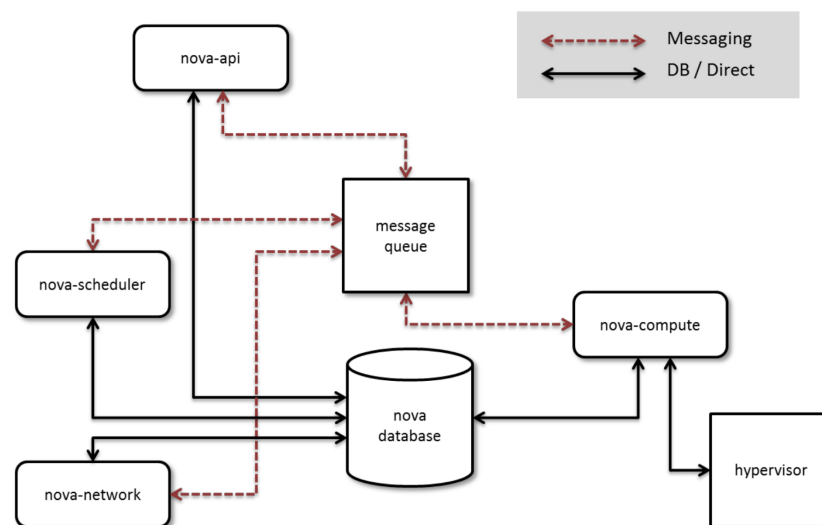 nova-api
Messaging
DB / Direct
message
queue
nova-scheduler
nova-compute
nova
database
nova-network
hypervisor